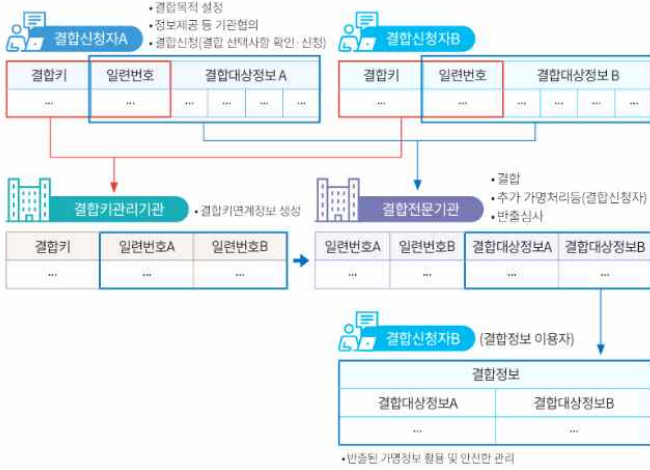 • 결합목적 설정
• 정보제공 등 기관협의
• 결합신청(결합 선택사항 확인·신청)
결합신청자A
결합신청자B
결합키 일련번호 결합대상정보 A
... ... ... ... ... ...
결합키 일련번호 결합대상정보 B
... ... ... ... ... ...
결합키관리기관
• 결합키연계정보 생성
결합전문기관
• 결합
• 추가 가명처리등(결합신청자)
• 반출심사
결합키 일련번호A 일련번호B
... ... ...
일련번호A 일련번호B 결합대상정보A 결합대상정보B
... ... ... ...
결합신청자B (결합정보 이용자)
결합정보
결합대상정보A 결합대상정보B
... ...
• 반출된 가명정보 활용 및 안전한 관리